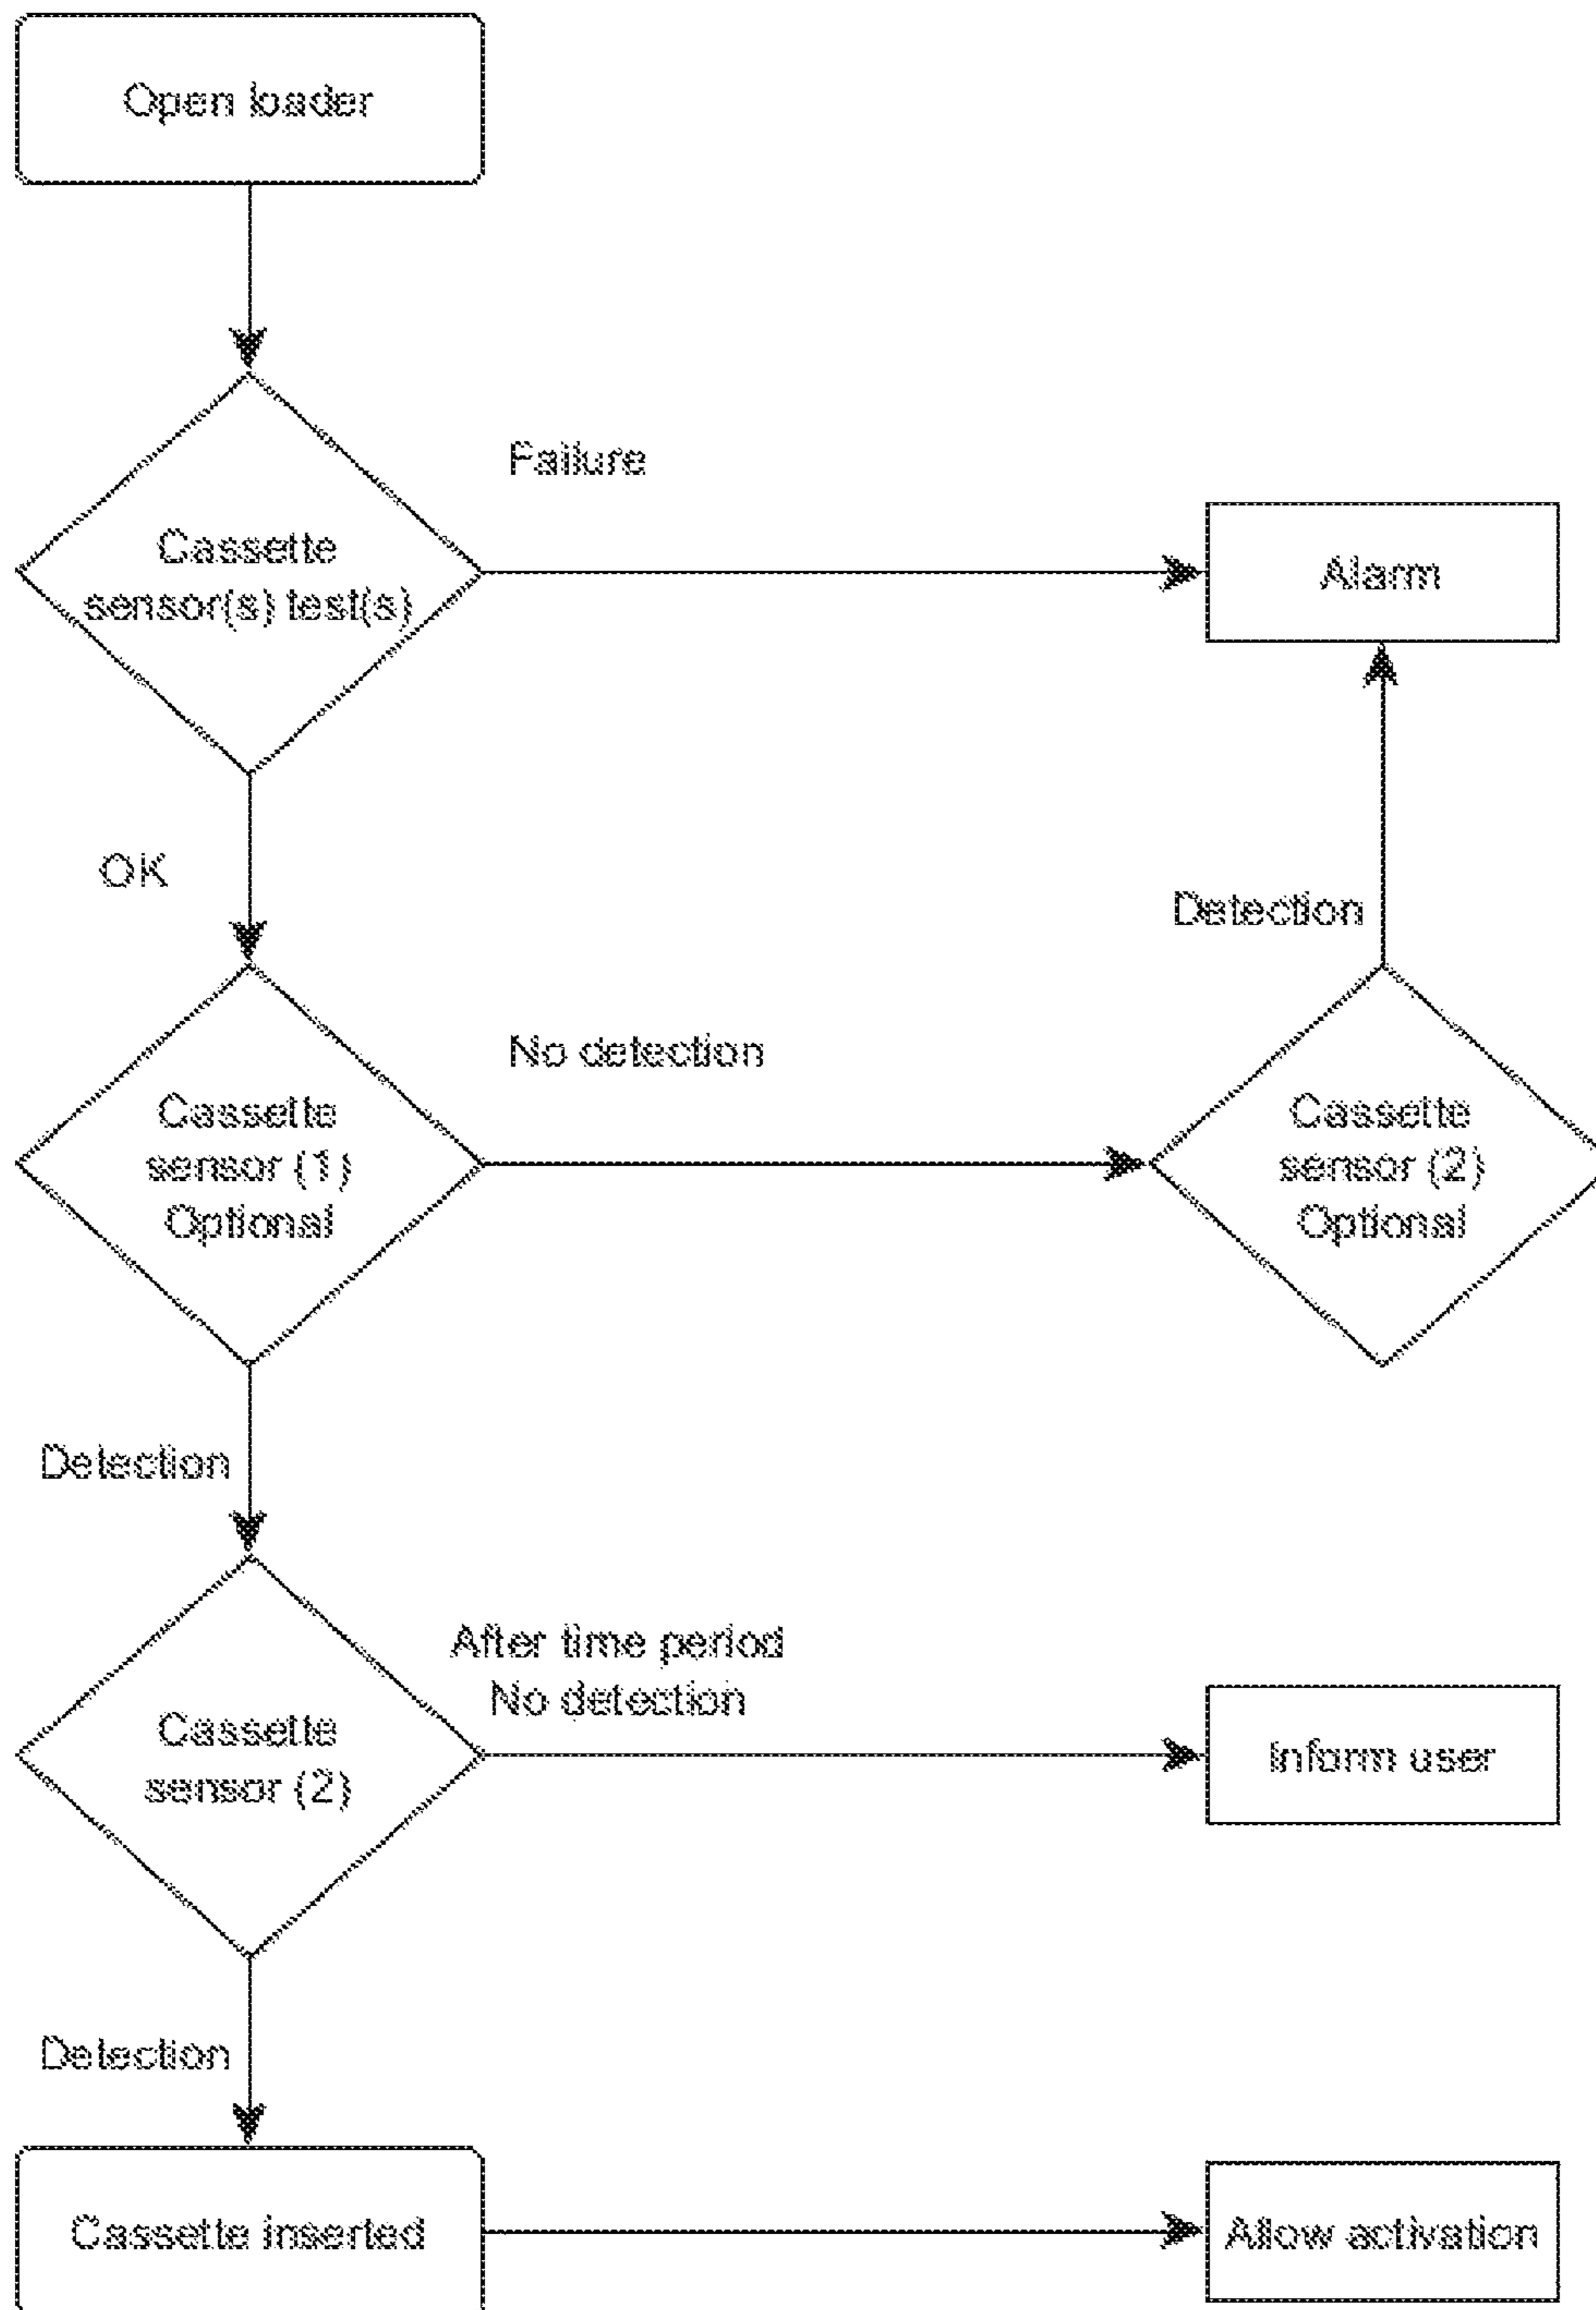 Open loader
Failure
Cassette
sensor(s) test(s)
Alarm
OK
Detection
No detection
Cassette
sensor (1)
Optional
Cassette
sensor (2)
Optional
Detection
After time period
No detection
Cassette
sensor (2)
Inform user
Detection
Cassette inserted
Allow activation